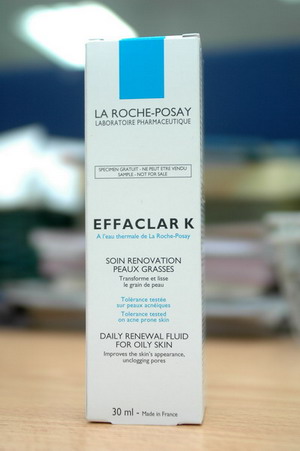 LA ROCHE-POSAY
LABORATOIRE PHARMACEUTIQUE
SPECIMEN GRATUIT - NE PEUT ETRE VENDU
SAMPLE - NOT FOR SALE
EFFACLAR K
A l'eau thermale de La Roche-Posay
SOIN RENOVATION
PEAUX GRASSES
Transforme et lisse
le grain de peau
Tolérance testée
sur peaux acnéiques
Tolerance tested
on acne prone skin
DAILY RENEWAL FLUID
FOR OILY SKIN
Improves the skin's appearance,
unclogging pores
30 ml - Made in France